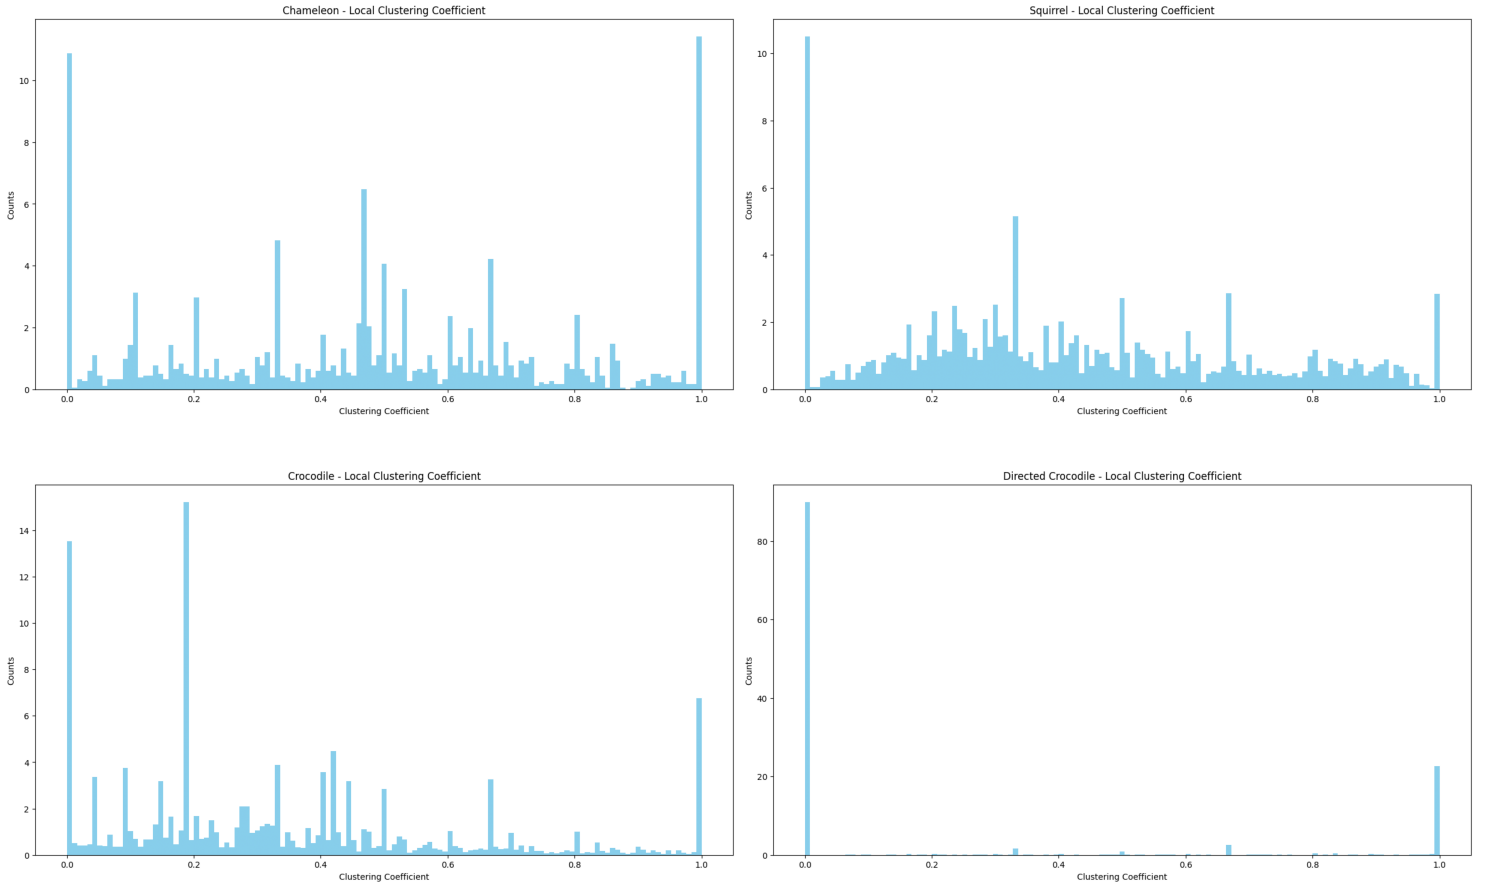 Chameleon - Local Clustering Coefficient
Counts
10
8
6
4
2
0
0.0 0.2 0.4 0.6 0.8 1.0
Clustering Coefficient
Squirrel - Local Clustering Coefficient
Counts
10
8
6
4
2
0
0.0 0.2 0.4 0.6 0.8 1.0
Clustering Coefficient
Crocodile - Local Clustering Coefficient
Counts
14
12
10
8
6
4
2
0
0.0 0.2 0.4 0.6 0.8 1.0
Clustering Coefficient
Directed Crocodile - Local Clustering Coefficient
Counts
80
60
40
20
0
0.0 0.2 0.4 0.6 0.8 1.0
Clustering Coefficient